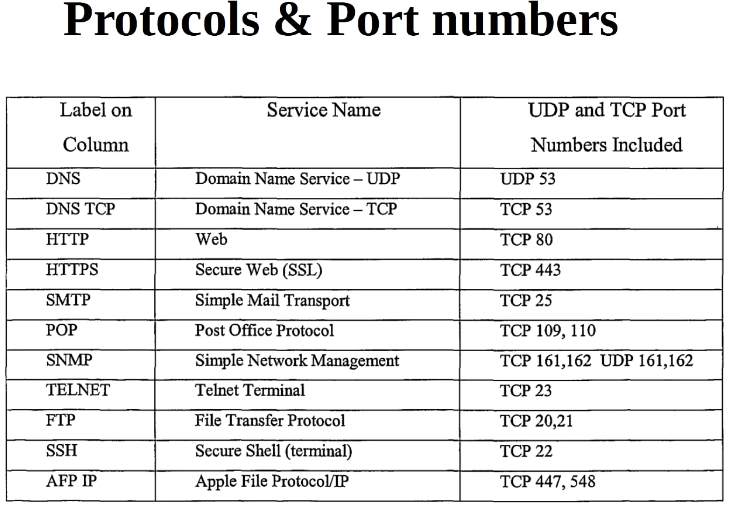 Protocols & Port numbers
Label on Column Service Name UDP and TCP Port Numbers Included
DNS Domain Name Service – UDP UDP 53
DNS TCP Domain Name Service – TCP TCP 53
HTTP Web TCP 80
HTTPS Secure Web (SSL) TCP 443
SMTP Simple Mail Transport TCP 25
POP Post Office Protocol TCP 109, 110
SNMP Simple Network Management TCP 161,162 UDP 161,162
TELNET Telnet Terminal TCP 23
FTP File Transfer Protocol TCP 20,21
SSH Secure Shell (terminal) TCP 22
AFP IP Apple File Protocol/IP TCP 447, 548